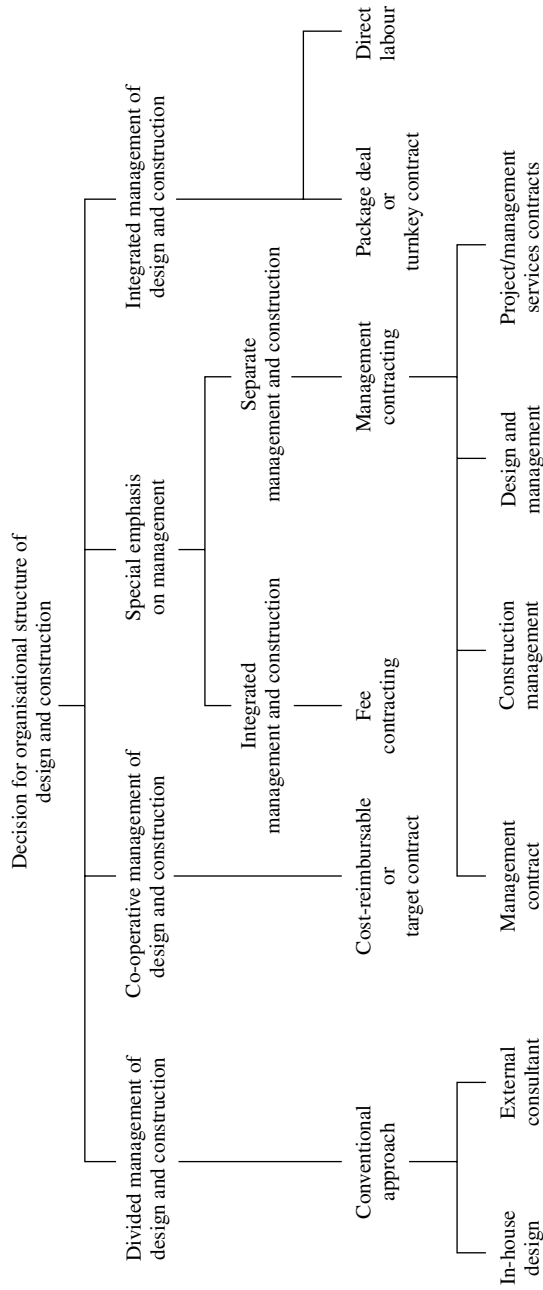 Decision for organisational structure of
design and construction
Divided management of
design and construction
Co-operative management of
design and construction
Special emphasis
on management
Integrated management of
design and construction
Integrated
management and construction
Separate
management and construction
Conventional
approach
Cost-reimbursable
or
target contract
Fee
contracting
Management
contracting
Package deal
or
turnkey contract
Direct
labour
In-house
design
External
consultant
Management
contract
Construction
management
Design and
management
Project/management
services contracts